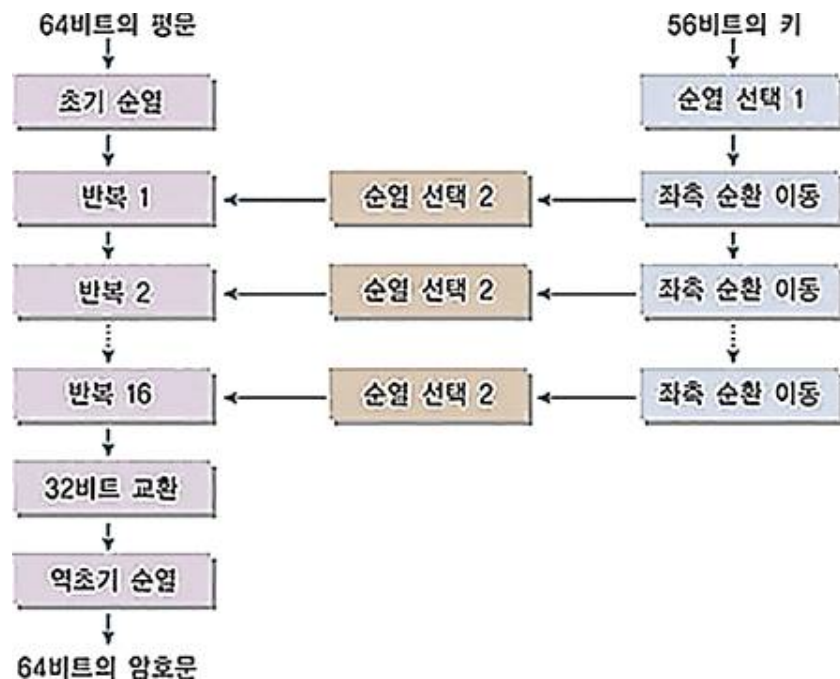 64비트의 평문
56비트의 키
초기 순열
순열 선택 1
반복 1
순열 선택 2
좌측 순환 이동
반복 2
순열 선택 2
좌측 순환 이동
반복 16
순열 선택 2
좌측 순환 이동
32비트 교환
역초기 순열
64비트의 암호문